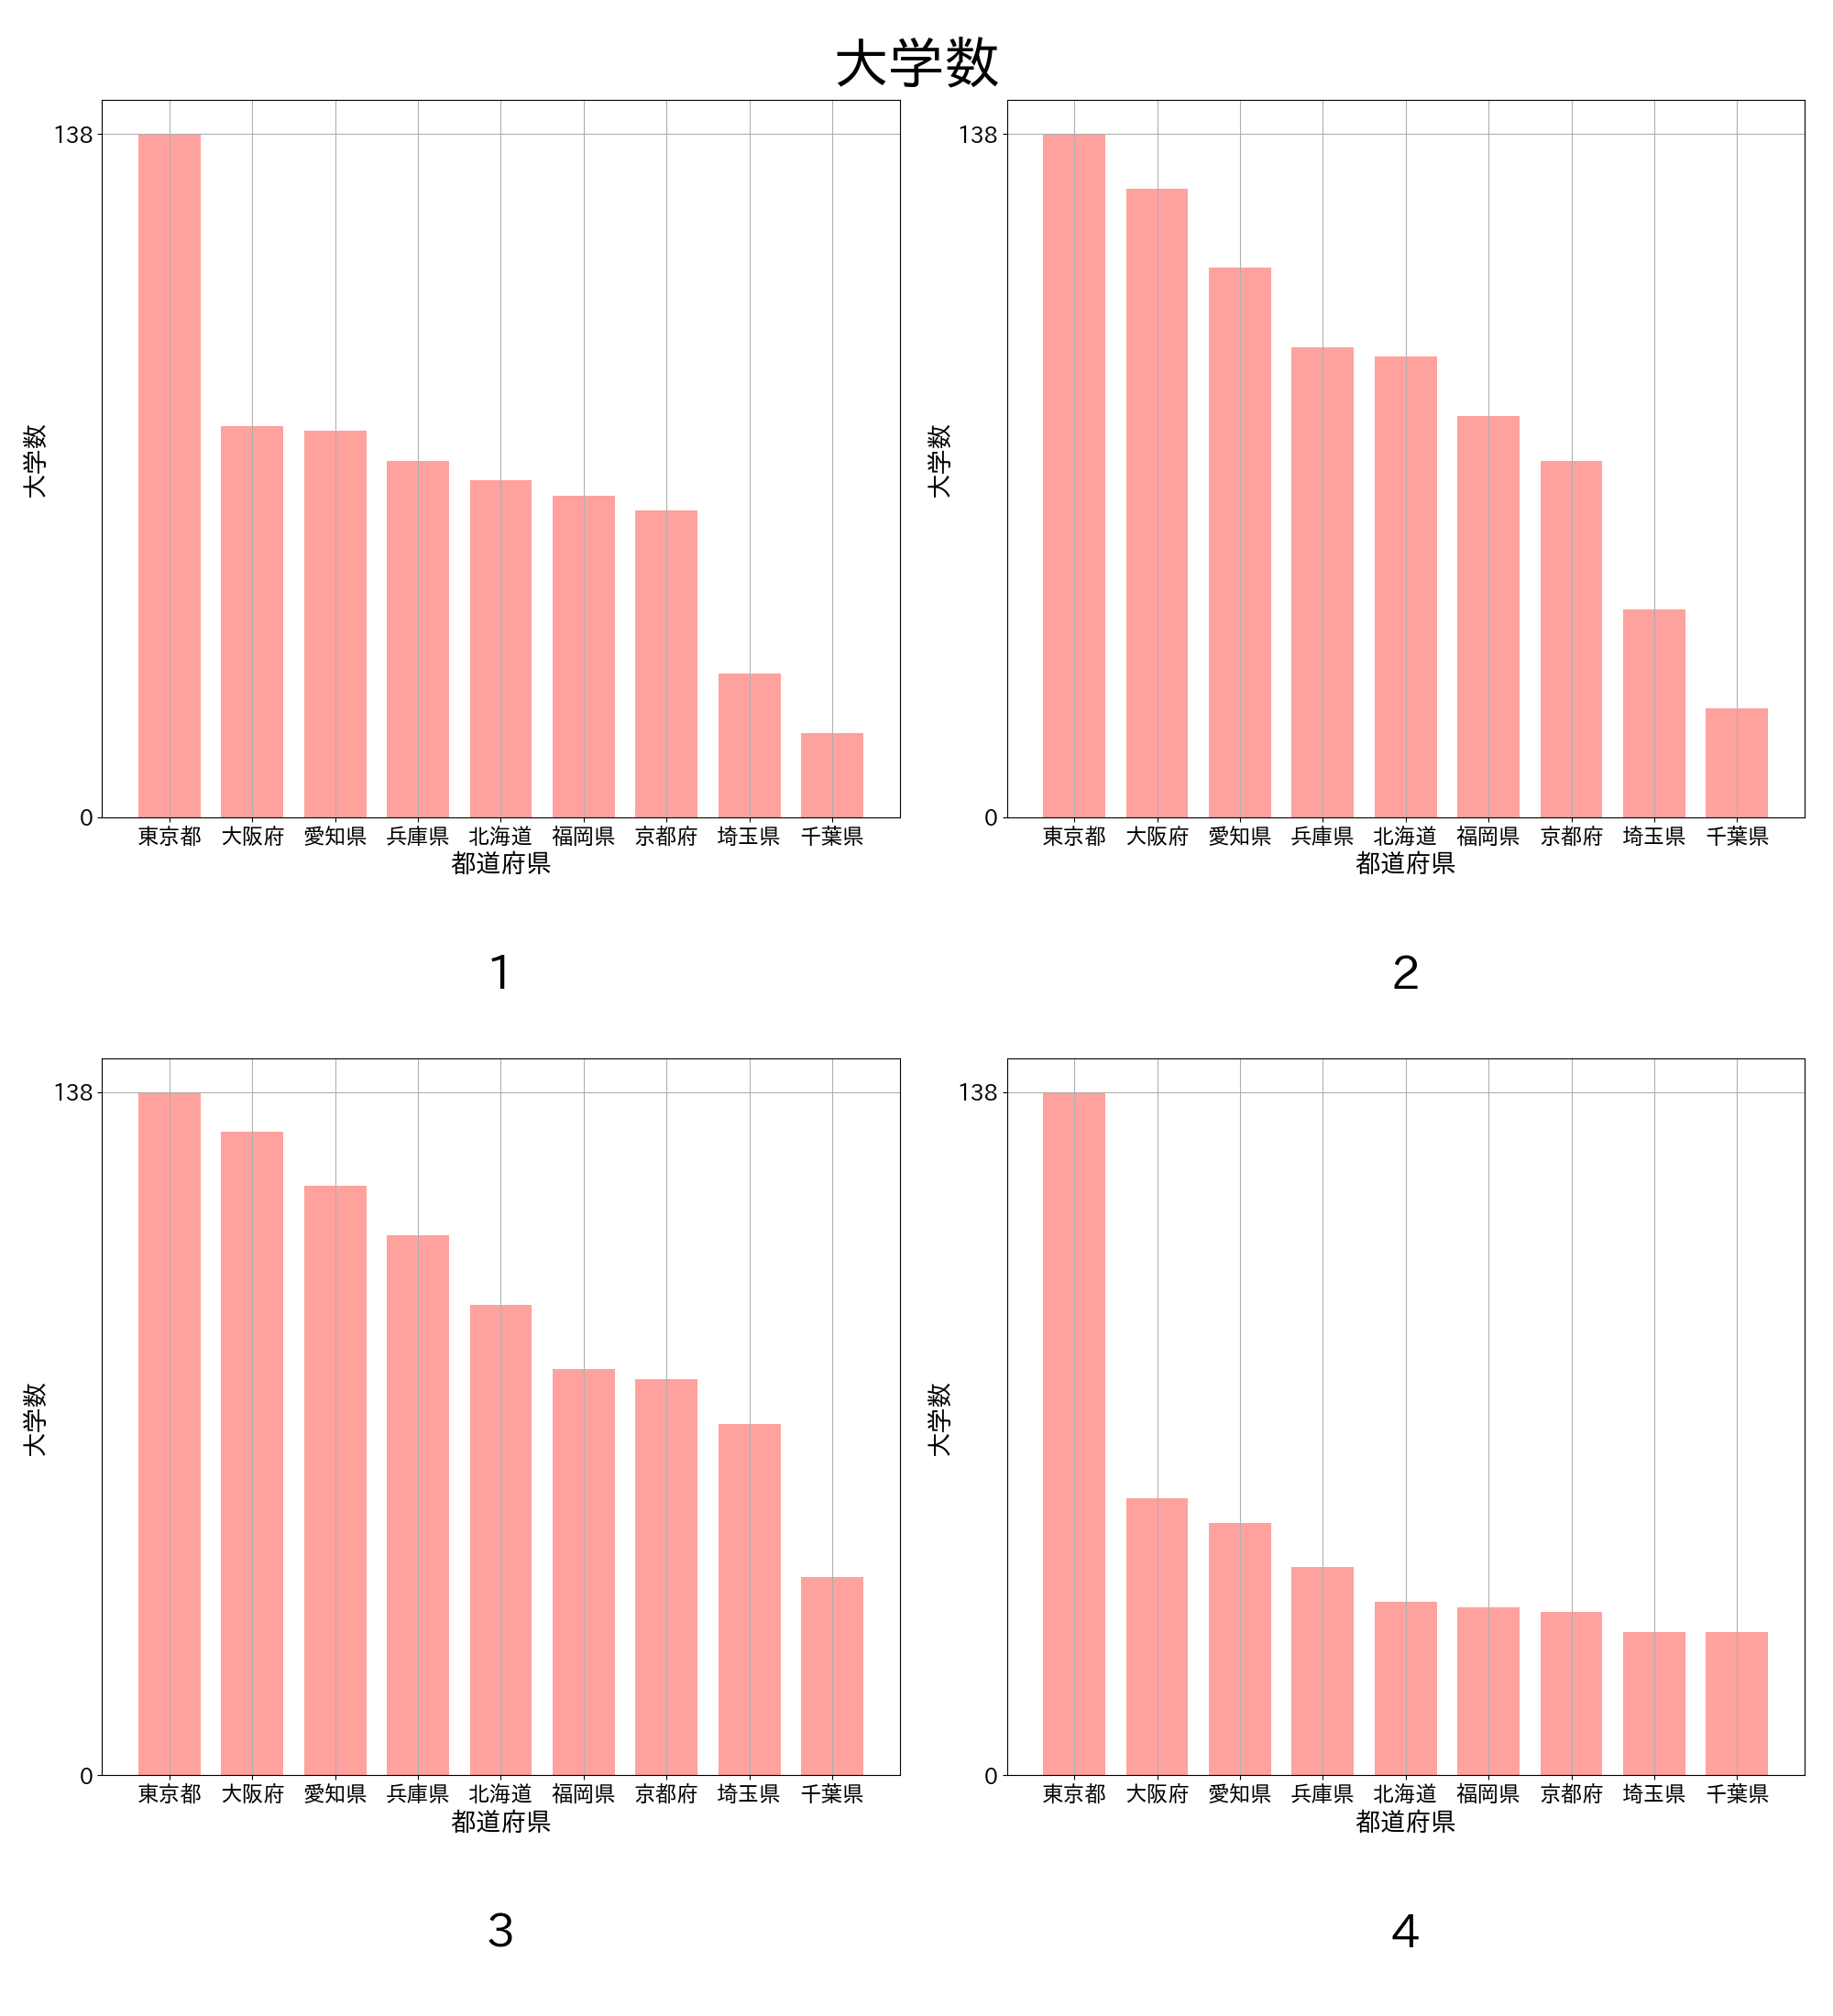 大学数
138
0
大学数
東京都 大阪府 愛知県 兵庫県 北海道 福岡県 京都府 埼玉県 千葉県
都道府県
1
138
0
大学数
東京都 大阪府 愛知県 兵庫県 北海道 福岡県 京都府 埼玉県 千葉県
都道府県
2
138
0
大学数
東京都 大阪府 愛知県 兵庫県 北海道 福岡県 京都府 埼玉県 千葉県
都道府県
3
138
0
大学数
東京都 大阪府 愛知県 兵庫県 北海道 福岡県 京都府 埼玉県 千葉県
都道府県
4